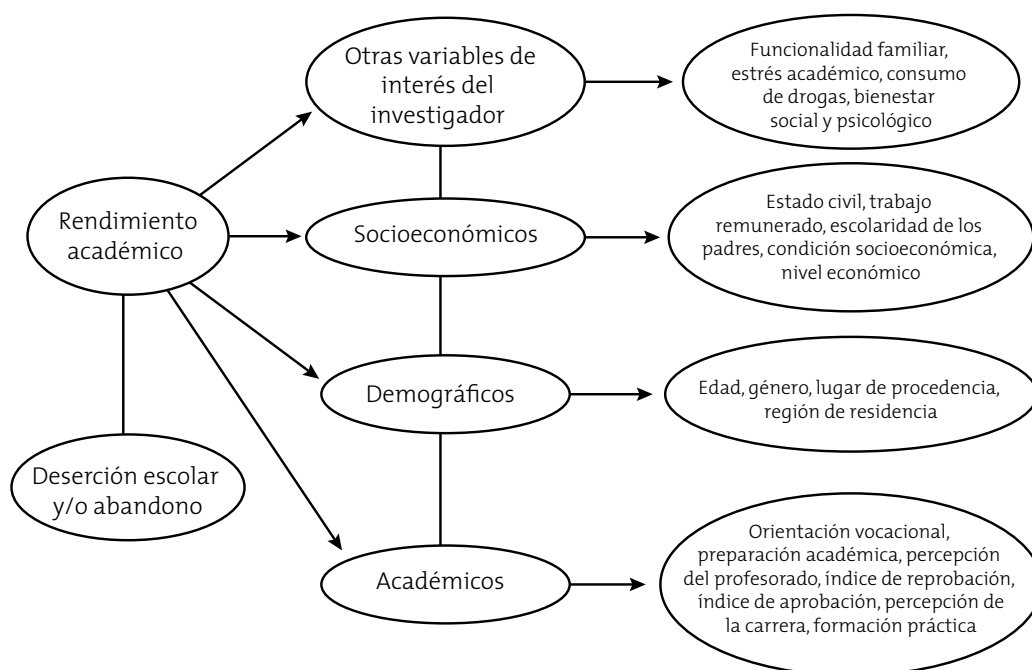 Otras variables de
interés del
investigador
Funcionalidad familiar,
estrés académico, consumo
de drogas, bienestar
social y psicológico
Rendimiento
académico
Socioeconómicos
Estado civil, trabajo
remunerado, escolaridad de los
padres, condición socioeconómica,
nivel económico
Demográficos
Edad, género, lugar de procedencia,
región de residencia
Deserción escolar
y/o abandono
Académicos
Orientación vocacional,
preparación académica, percepción
del profesorado, índice de reprobación,
índice de aprobación, percepción de
la carrera, formación práctica